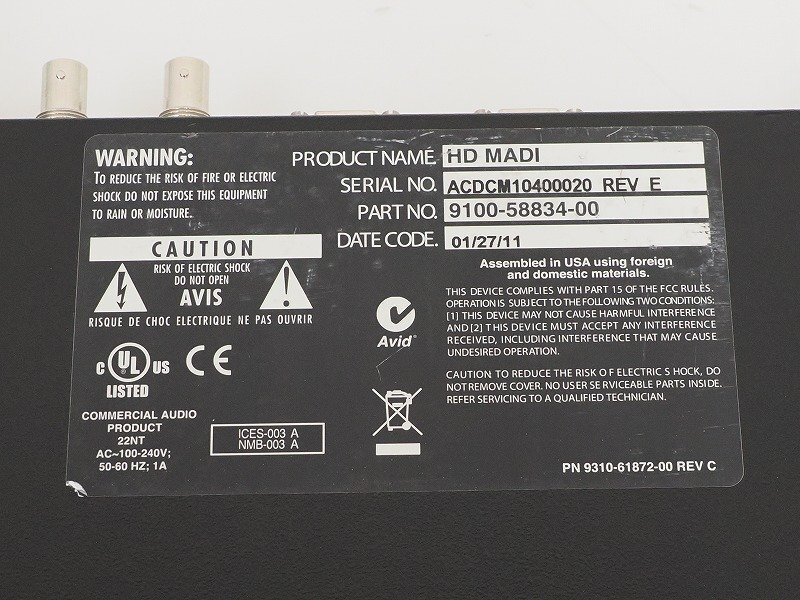 WARNING:
TO REDUCE THE RISK OF FIRE OR ELECTRIC
SHOCK DO NOT EXPOSE THIS EQUIPMENT
TO RAIN OR MOISTURE.
CAUTION
RISK OF ELECTRIC SHOCK
DO NOT OPEN
AVIS
RISQUE DE CHOC ELECTRIQUE NE PAS OUVRIR
C UL US
LISTED
CE
COMMERCIAL AUDIO
PRODUCT
22NT
AC~100-240V;
50-60 HZ; 1A
ICES-003 A
NMB-003 A
PRODUCT NAME. HD MADI
SERIAL NO. ACDCM10400020 REV E
PART NO. 9100-58834-00
DATE CODE. 01/27/11
Assembled in USA using foreign
and domestic materials.
Avid
THIS DEVICE COMPLIES WITH PART 15 OF THE FCC RULES.
OPERATION IS SUBJECT TO THE FOLLOWING TWO CONDITIONS:
[1] THIS DEVICE MAY NOT CAUSE HARMFUL INTERFERENCE
AND [2] THIS DEVICE MUST ACCEPT ANY INTERFERENCE
RECEIVED, INCLUDING INTERFERENCE THAT MAY CAUSE
UNDESIRED OPERATION.
CAUTION TO REDUCE THE RISK OF ELECTRIC S HOCK, DO
NOT REMOVE COVER. NO USER SE RVICEABLE PARTS INSIDE.
REFER SERVICING TO A QUALIFIED TECHNICIAN.
PN 9310-61872-00 REV C